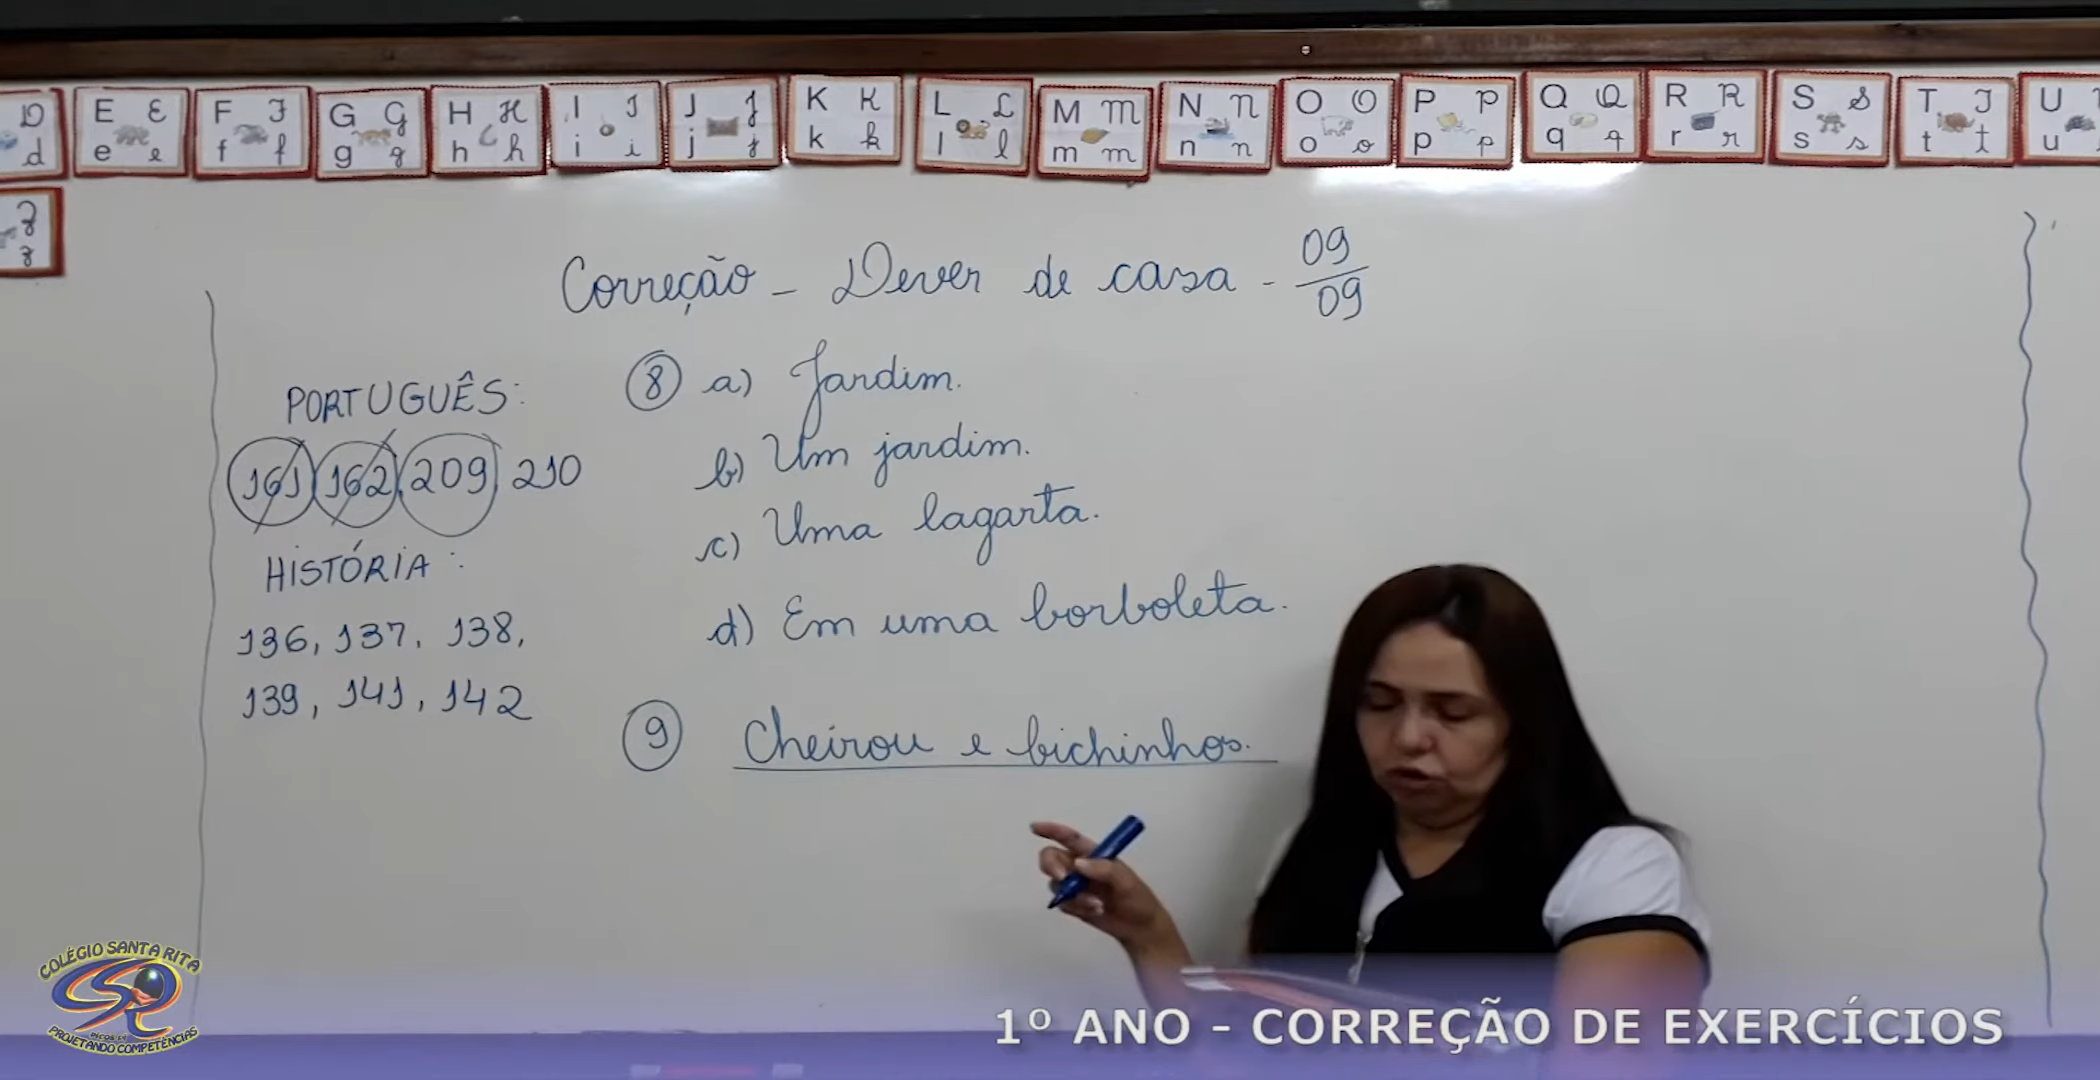 D
d
E E
e e
F F
f f
G G
g g
H H
h h
I I
i i
J J
j j
K K
k k
L L
l l
M M
m m
N N
n n
O O
o o
P P
p p
Q Q
q q
R R
r r
S S
s s
T T
t t
U
u
Z
z
Correção - Dever de casa - 09/09
PORTUGUÊS:
161, 162, 209, 210
HISTÓRIA:
136, 137, 138,
139, 141, 142
8 a) Jardim.
b) Um jardim.
c) Uma lagarta.
d) Em uma borboleta.
9 Cheirou e bichinhos.
COLÉGIO SANTA RITA
PROJETANDO COMPETÊNCIAS
1º ANO - CORREÇÃO DE EXERCÍCIOS